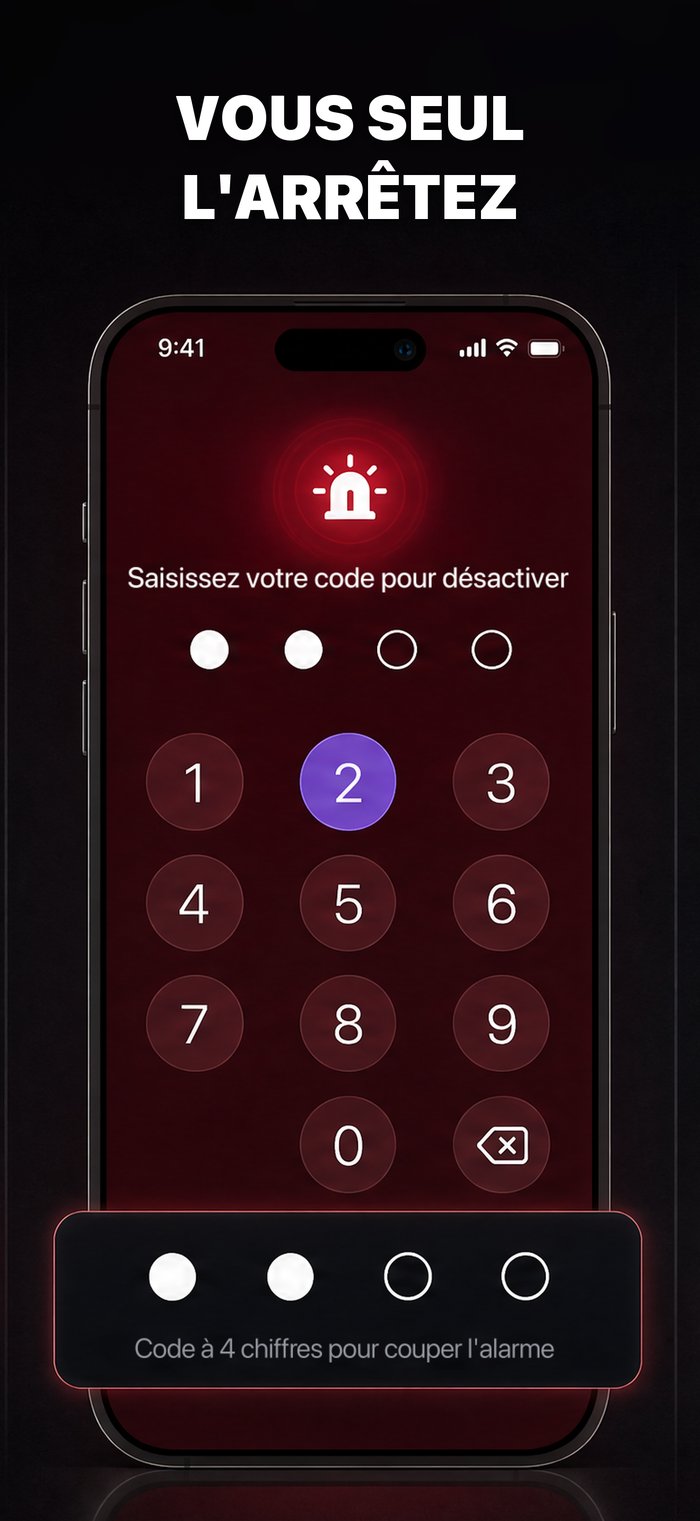 VOUS SEUL
L'ARRÊTEZ
9:41
Saisissez votre code pour désactiver
1 2 3
4 5 6
7 8 9
0
Code à 4 chiffres pour couper l'alarme